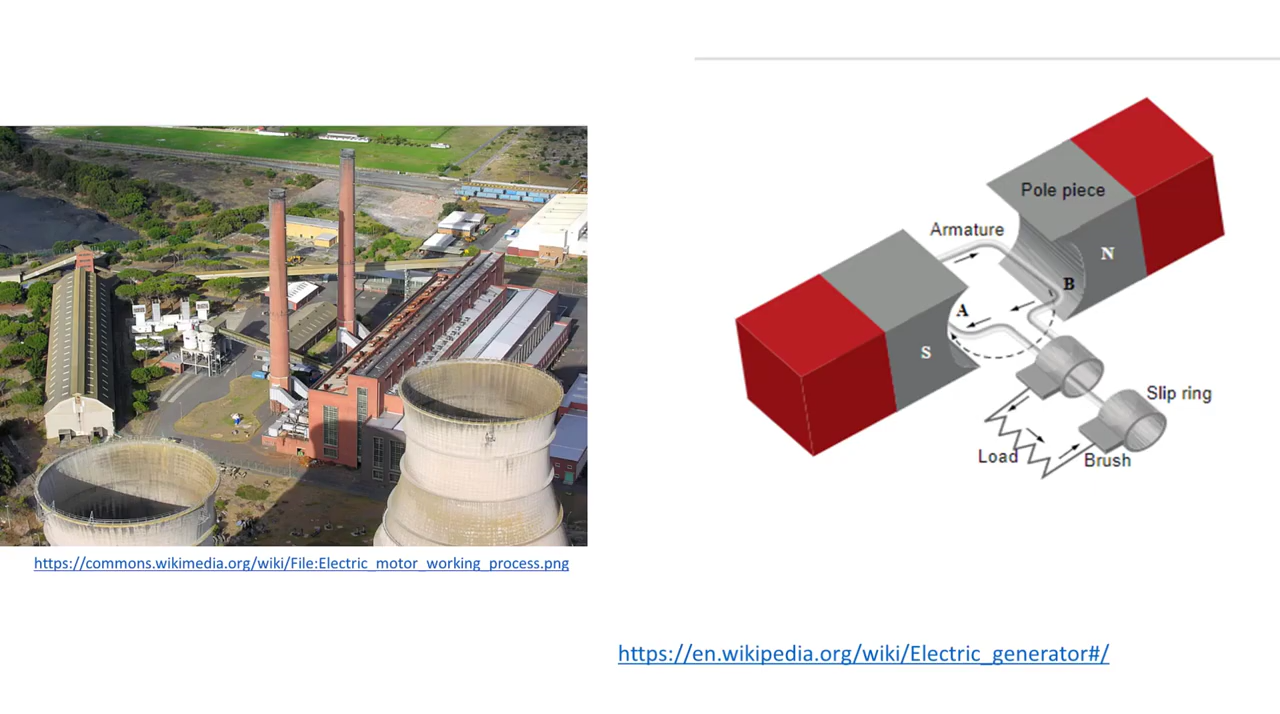 https://commons.wikimedia.org/wiki/File:Electric_motor_working_process.png
Pole piece
Armature
N
B
A
S
Slip ring
Load
Brush
https://en.wikipedia.org/wiki/Electric_generator#/